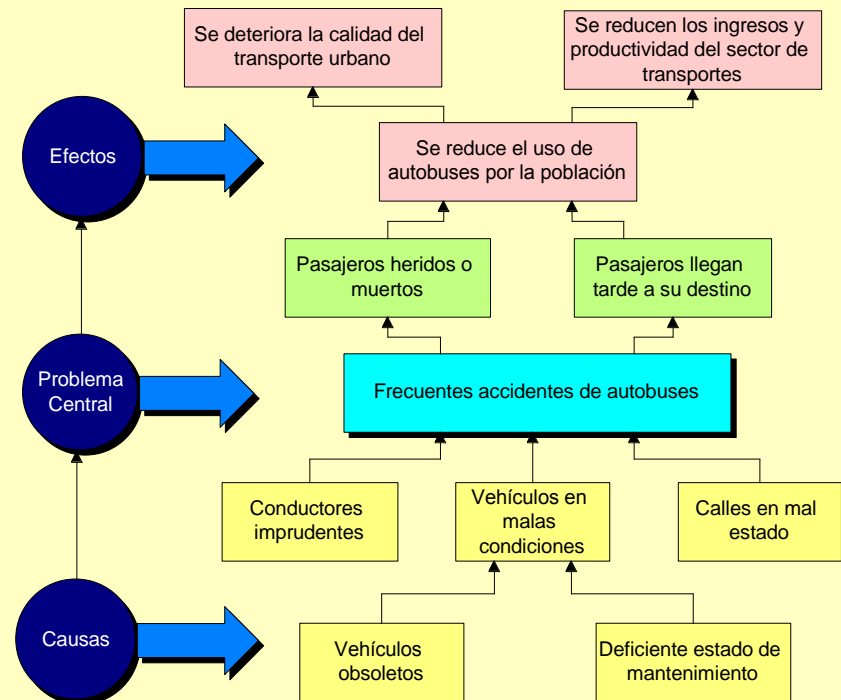 Se deteriora la calidad del
transporte urbano
Se reducen los ingresos y
productividad del sector de
transportes
Efectos
Se reduce el uso de
autobuses por la población
Pasajeros heridos o
muertos
Pasajeros llegan
tarde a su destino
Problema
Central
Frecuentes accidentes de autobuses
Conductores
imprudentes
Vehículos en
malas
condiciones
Calles en mal
estado
Causas
Vehículos
obsoletos
Deficiente estado de
mantenimiento